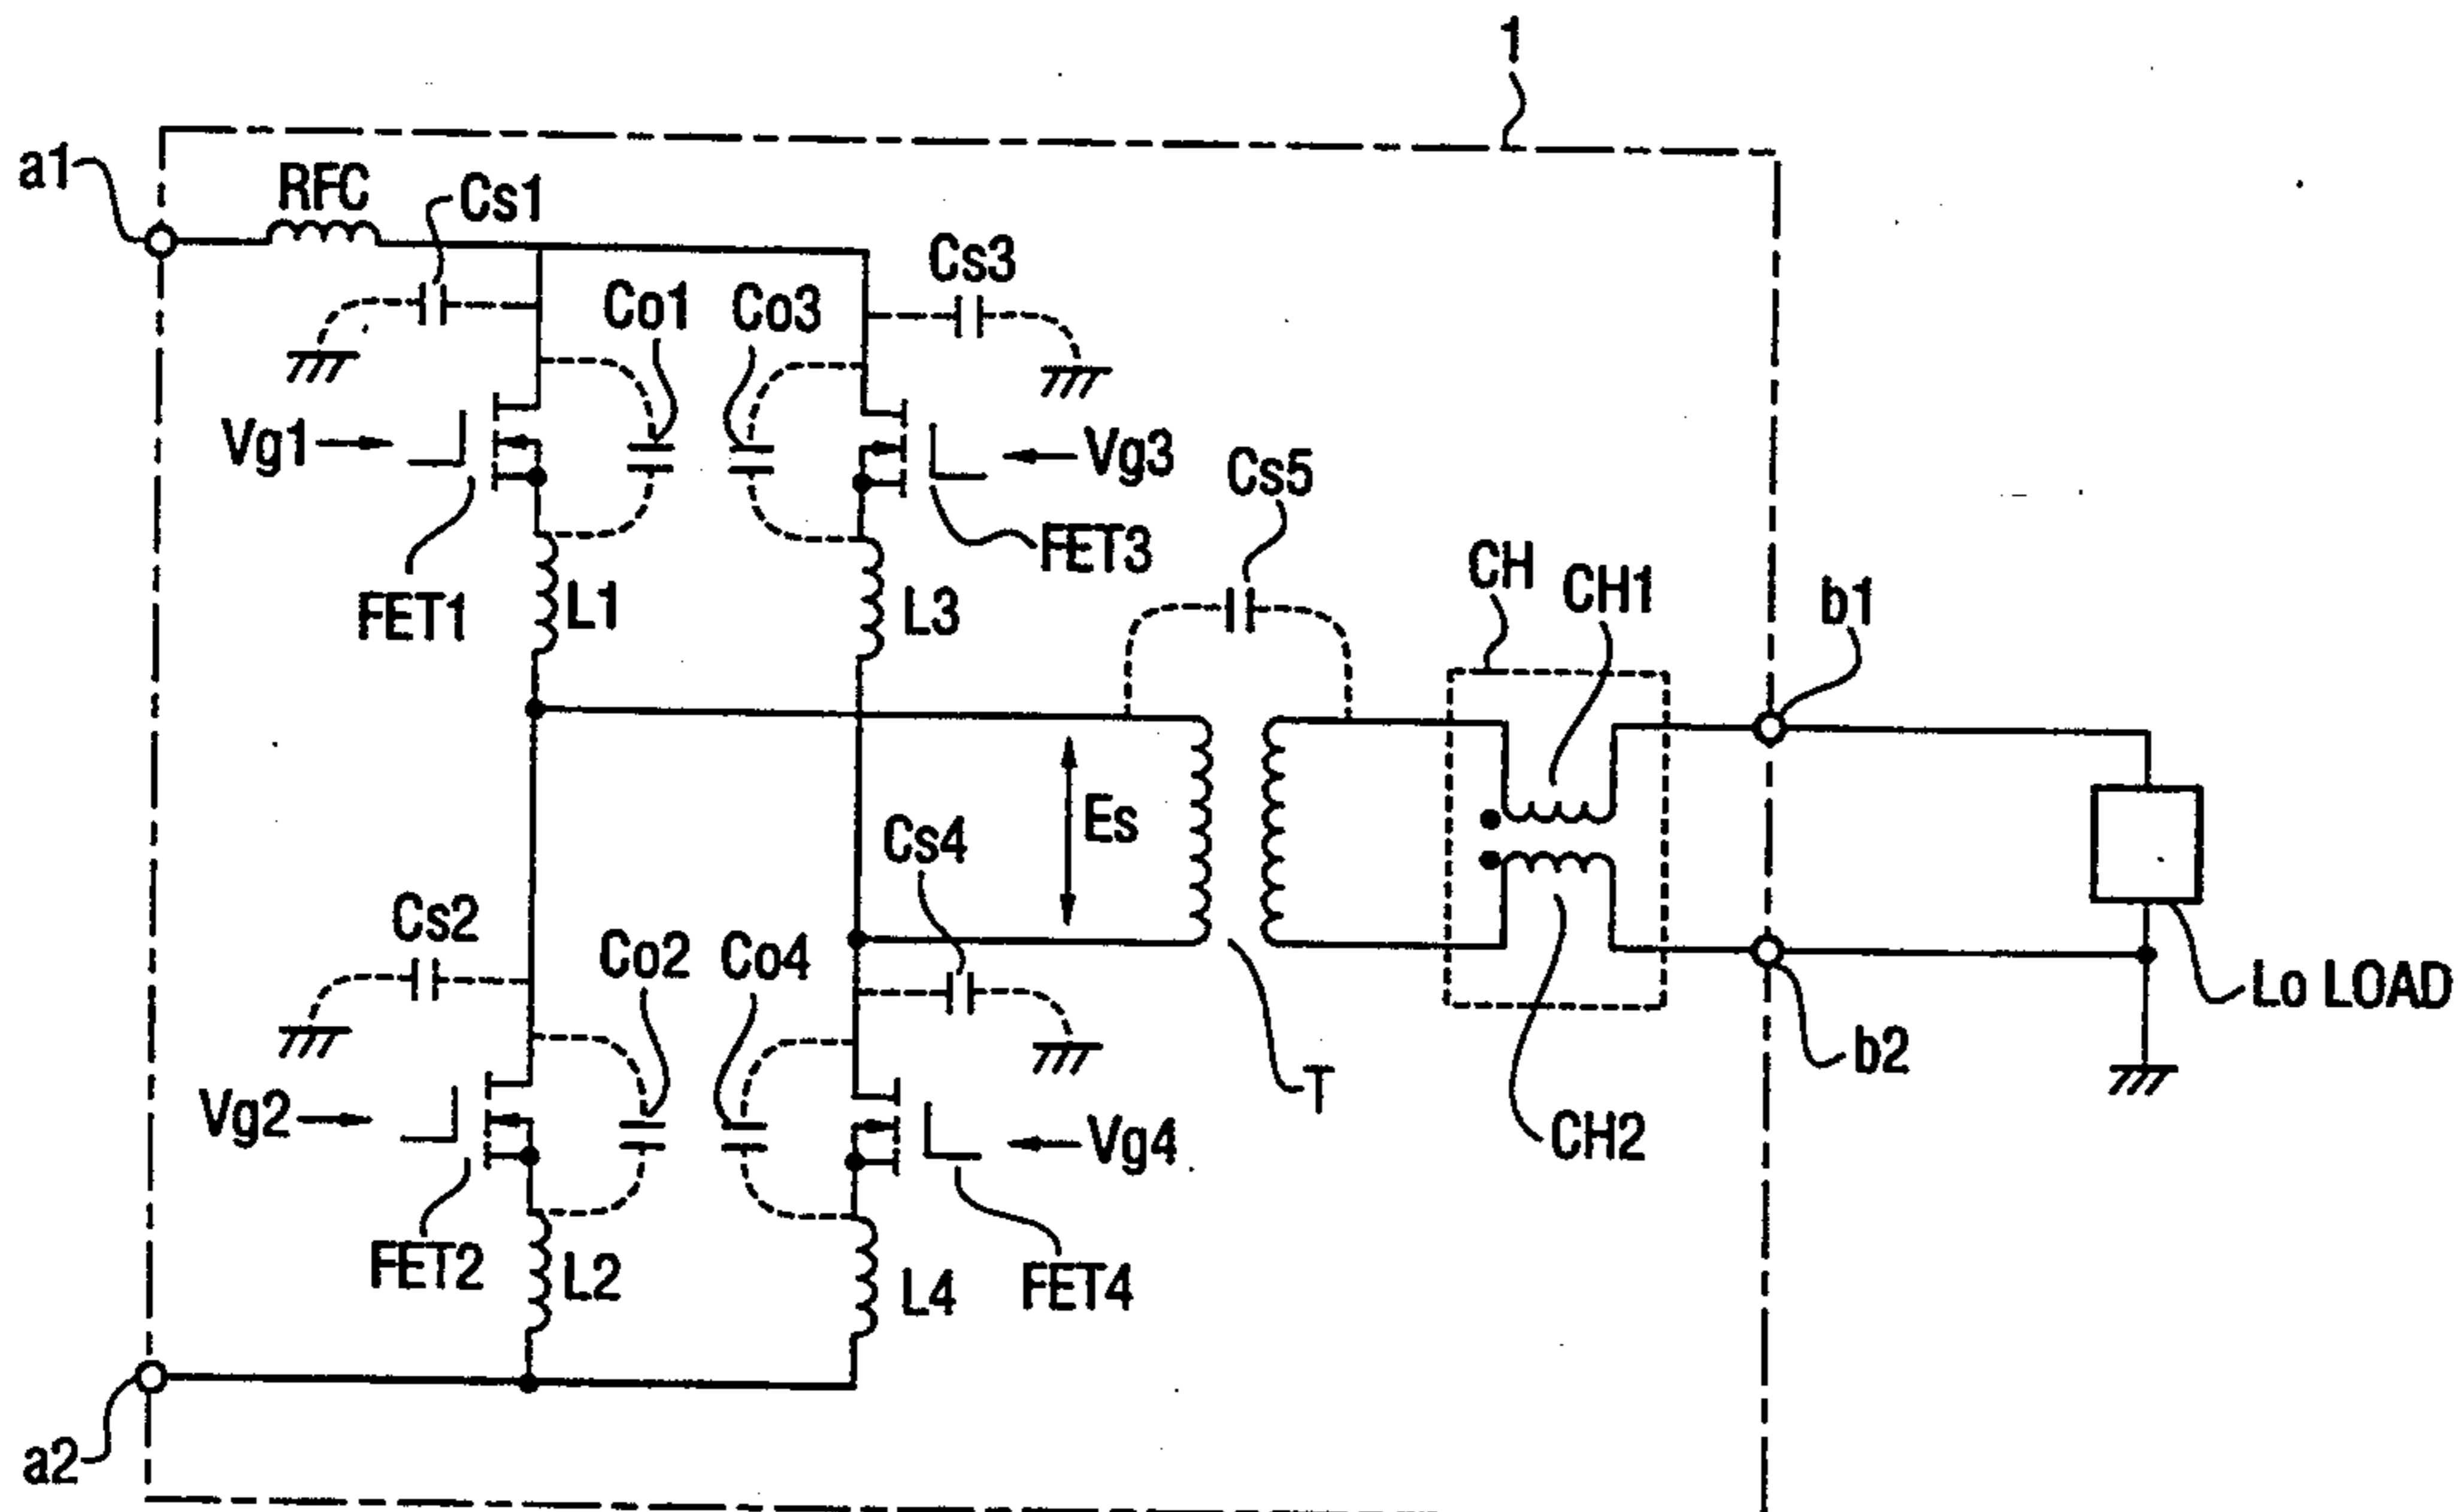 1
a1
RFC
Cs1
Cs3
Co1
Co3
Vg1
Vg3
Cs5
FET3
CH
CH1
FET1
L1
L3
b1
Es
Cs4
Cs2
Co2
Co4
Lo LOAD
b2
T
Vg2
Vg4
CH2
FET2
L2
L4
FET4
a2